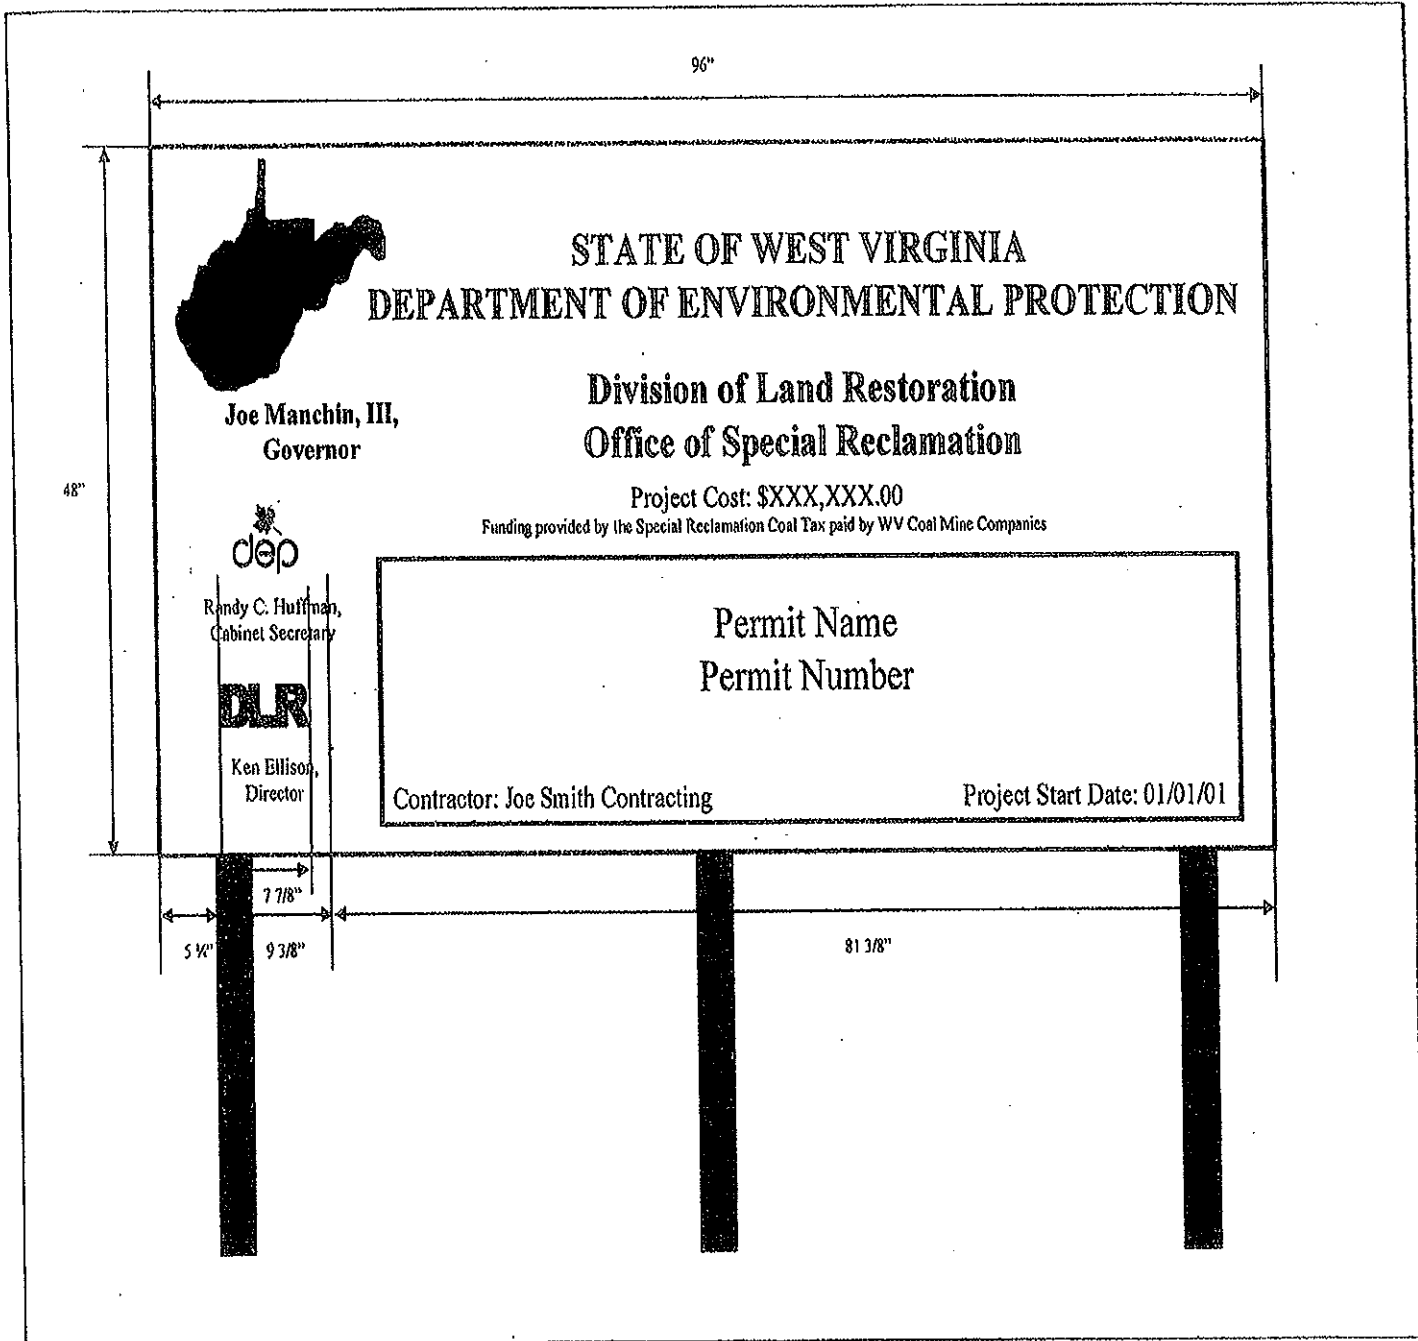 96"
STATE OF WEST VIRGINIA
DEPARTMENT OF ENVIRONMENTAL PROTECTION
Division of Land Restoration
Office of Special Reclamation
Joe Manchin, III,
Governor
48"
Project Cost: $XXX,XXX.00
Funding provided by the Special Reclamation Coal Tax paid by WV Coal Mine Companies
dep
Randy C. Huffman,
Cabinet Secretary
Permit Name
Permit Number
DLR
Ken Ellison,
Director
Contractor: Joe Smith Contracting
Project Start Date: 01/01/01
7 7/8"
5 ¼"
9 3/8"
81 3/8"